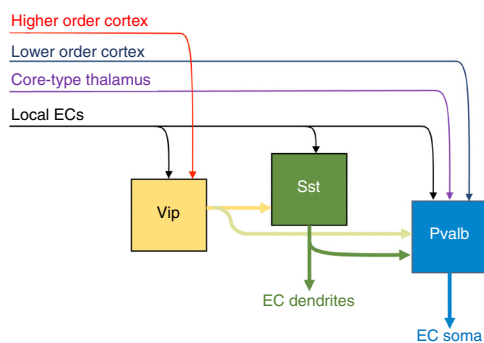 Higher order cortex
Lower order cortex
Core-type thalamus
Local ECs
Vip
Sst
Pvalb
EC dendrites
EC soma